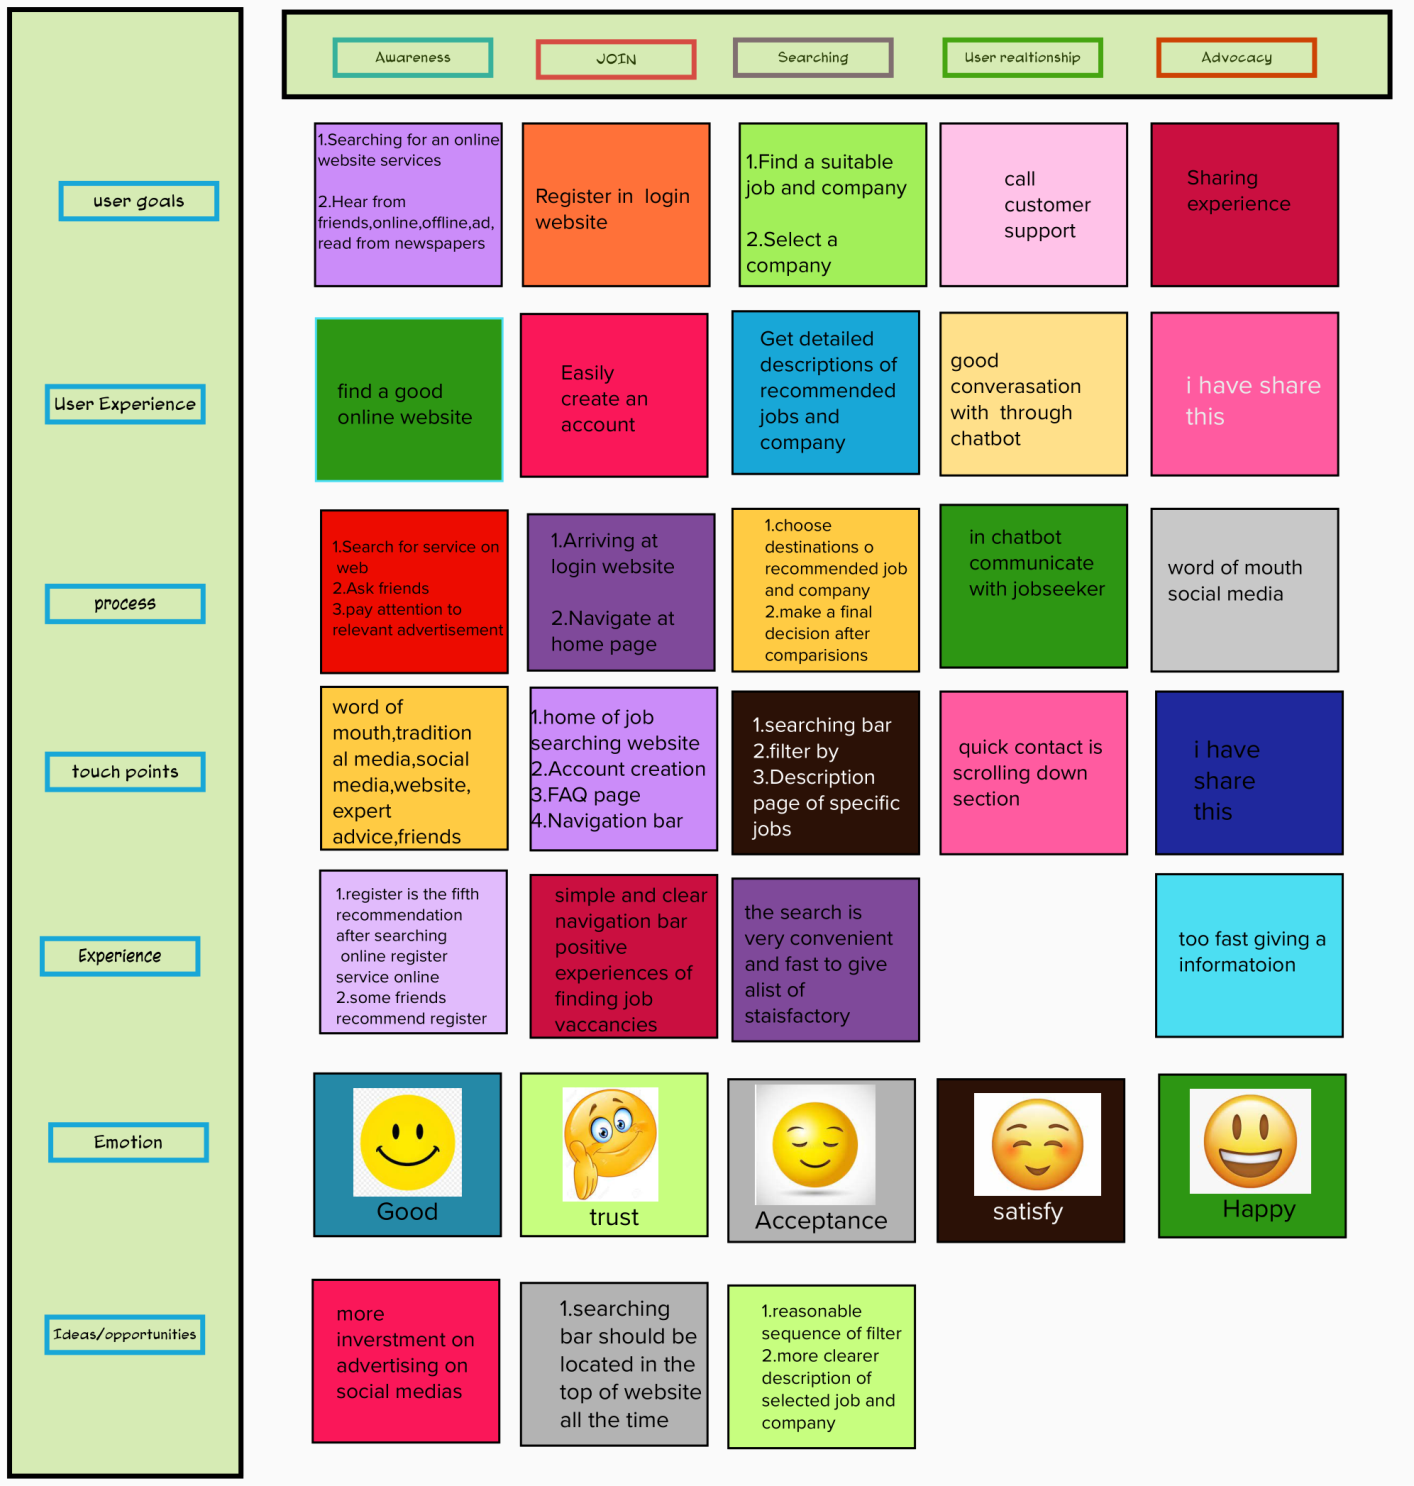 Awareness
JOIN
Searching
User realtionship
Advocacy
user goals
1.Searching for an online
website services
2.Hear from
friends,online,offline,ad,
read from newspapers
Register in login
website
1.Find a suitable
job and company
2.Select a
company
call
customer
support
Sharing
experience
User Experience
find a good
online website
Easily
create an
account
Get detailed
descriptions of
recommended
jobs and
company
good
converasation
with through
chatbot
i have share
this
process
1.Search for service on
web
2.Ask friends
3.pay attention to
relevant advertisement
1.Arriving at
login website
2.Navigate at
home page
1.choose
destinations o
recommended job
and company
2.make a final
decision after
comparisions
in chatbot
communicate
with jobseeker
word of mouth
social media
touch points
word of
mouth,tradition
al media,social
media,website,
expert
advice,friends
1.home of job
searching website
2.Account creation
3.FAQ page
4.Navigation bar
1.searching bar
2.filter by
3.Description
page of specific
jobs
quick contact is
scrolling down
section
i have
share
this
Experience
1.register is the fifth
recommendation
after searching
online register
service online
2.some friends
recommend register
simple and clear
navigation bar
positive
experiences of
finding job
vaccancies
the search is
very convenient
and fast to give
alist of
staisfactory
too fast giving a
informatoion
Emotion
Good
trust
Acceptance
satisfy
Happy
Ideas/opportunities
more
inverstment on
advertising on
social medias
1.searching
bar should be
located in the
top of website
all the time
1.reasonable
sequence of filter
2.more clearer
description of
selected job and
company